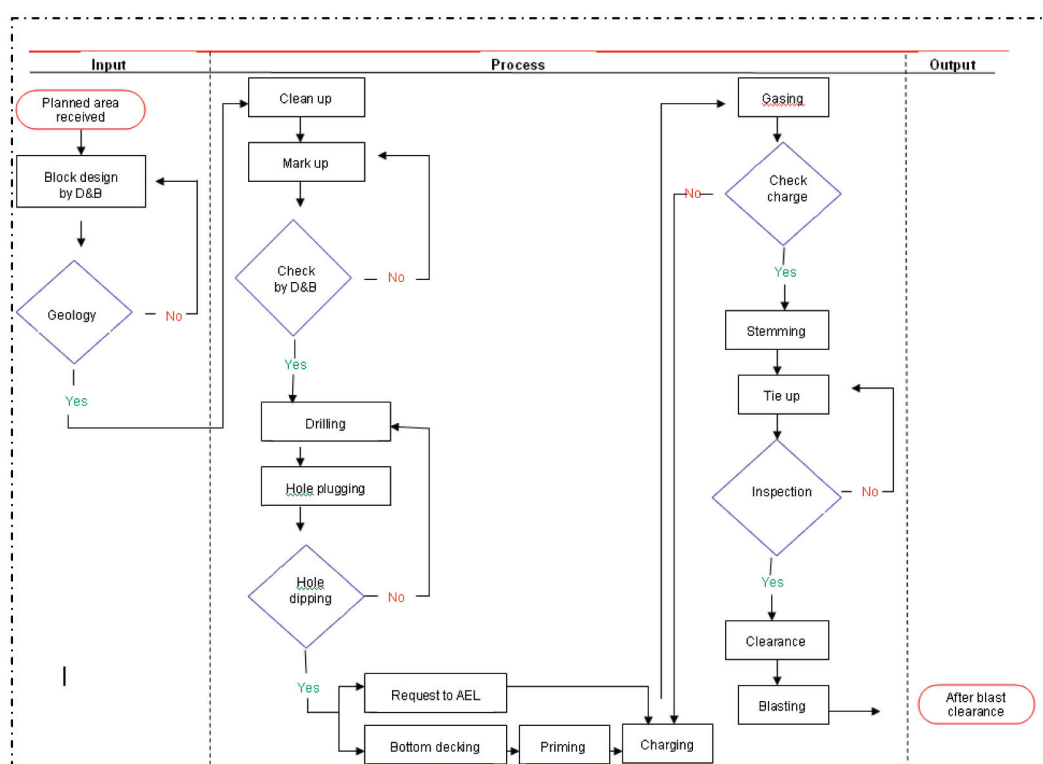 Input
Process
Output
Planned area
received
Block design
by D&B
Geology
No
Yes
Clean up
Mark up
Check
by D&B
No
Yes
Drilling
Hole plugging
Hole
dipping
No
Yes
Request to AEL
Bottom decking
Priming
Charging
Gasing
Check
charge
No
Yes
Stemming
Tie up
Inspection
No
Yes
Clearance
Blasting
After blast
clearance